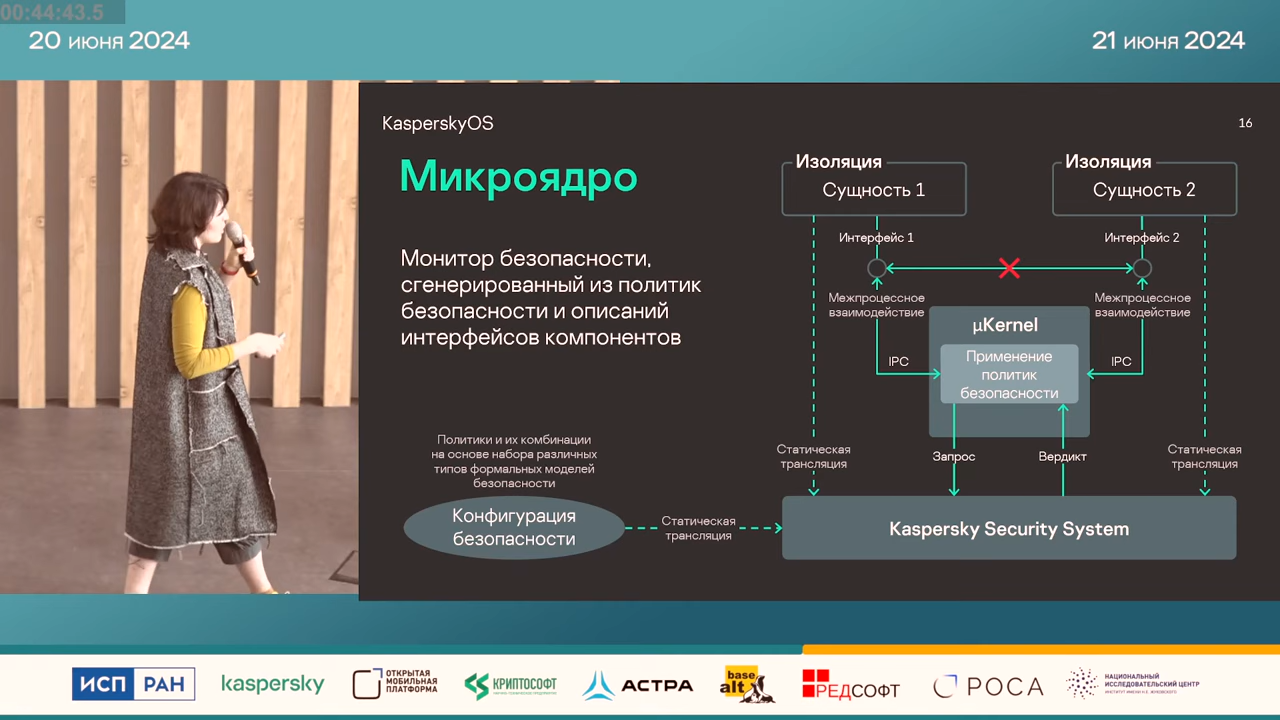 00:44:43.5
20 июня 2024
21 июня 2024
KasperskyOS
16
Микроядро
Монитор безопасности,
сгенерированный из политик
безопасности и описаний
интерфейсов компонентов
Политики и их комбинации
на основе набора различных
типов формальных моделей
безопасности
Конфигурация
безопасности
Статическая
трансляция
Изоляция
Сущность 1
Изоляция
Сущность 2
Интерфейс 1
Интерфейс 2
Межпроцессное
взаимодействие
Межпроцессное
взаимодействие
µKernel
Применение
политик
безопасности
IPC
IPC
Статическая
трансляция
Запрос
Вердикт
Статическая
трансляция
Kaspersky Security System
ИСП РАН
kaspersky
ОТКРЫТАЯ
МОБИЛЬНАЯ
ПЛАТФОРМА
КРИПТОСОФТ
АСТРА
base
alt
РЕДСОФТ
РОСА
НАЦИОНАЛЬНЫЙ
ИССЛЕДОВАТЕЛЬСКИЙ ЦЕНТР